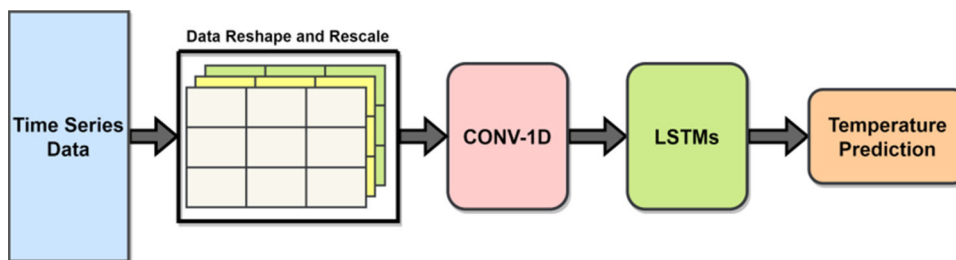 Data Reshape and Rescale
Time Series
Data
CONV-1D
LSTMs
Temperature
Prediction